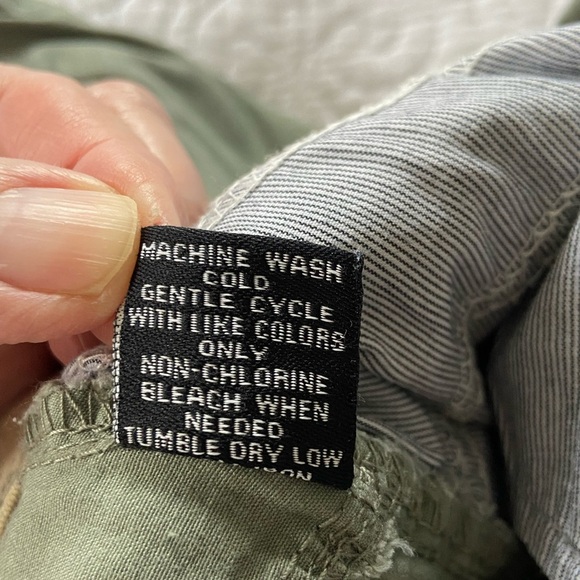 MACHINE WASH
COLD
GENTLE CYCLE
WITH LIKE COLORS
ONLY
NON-CHLORINE
BLEACH WHEN
NEEDED
TUMBLE DRY LOW